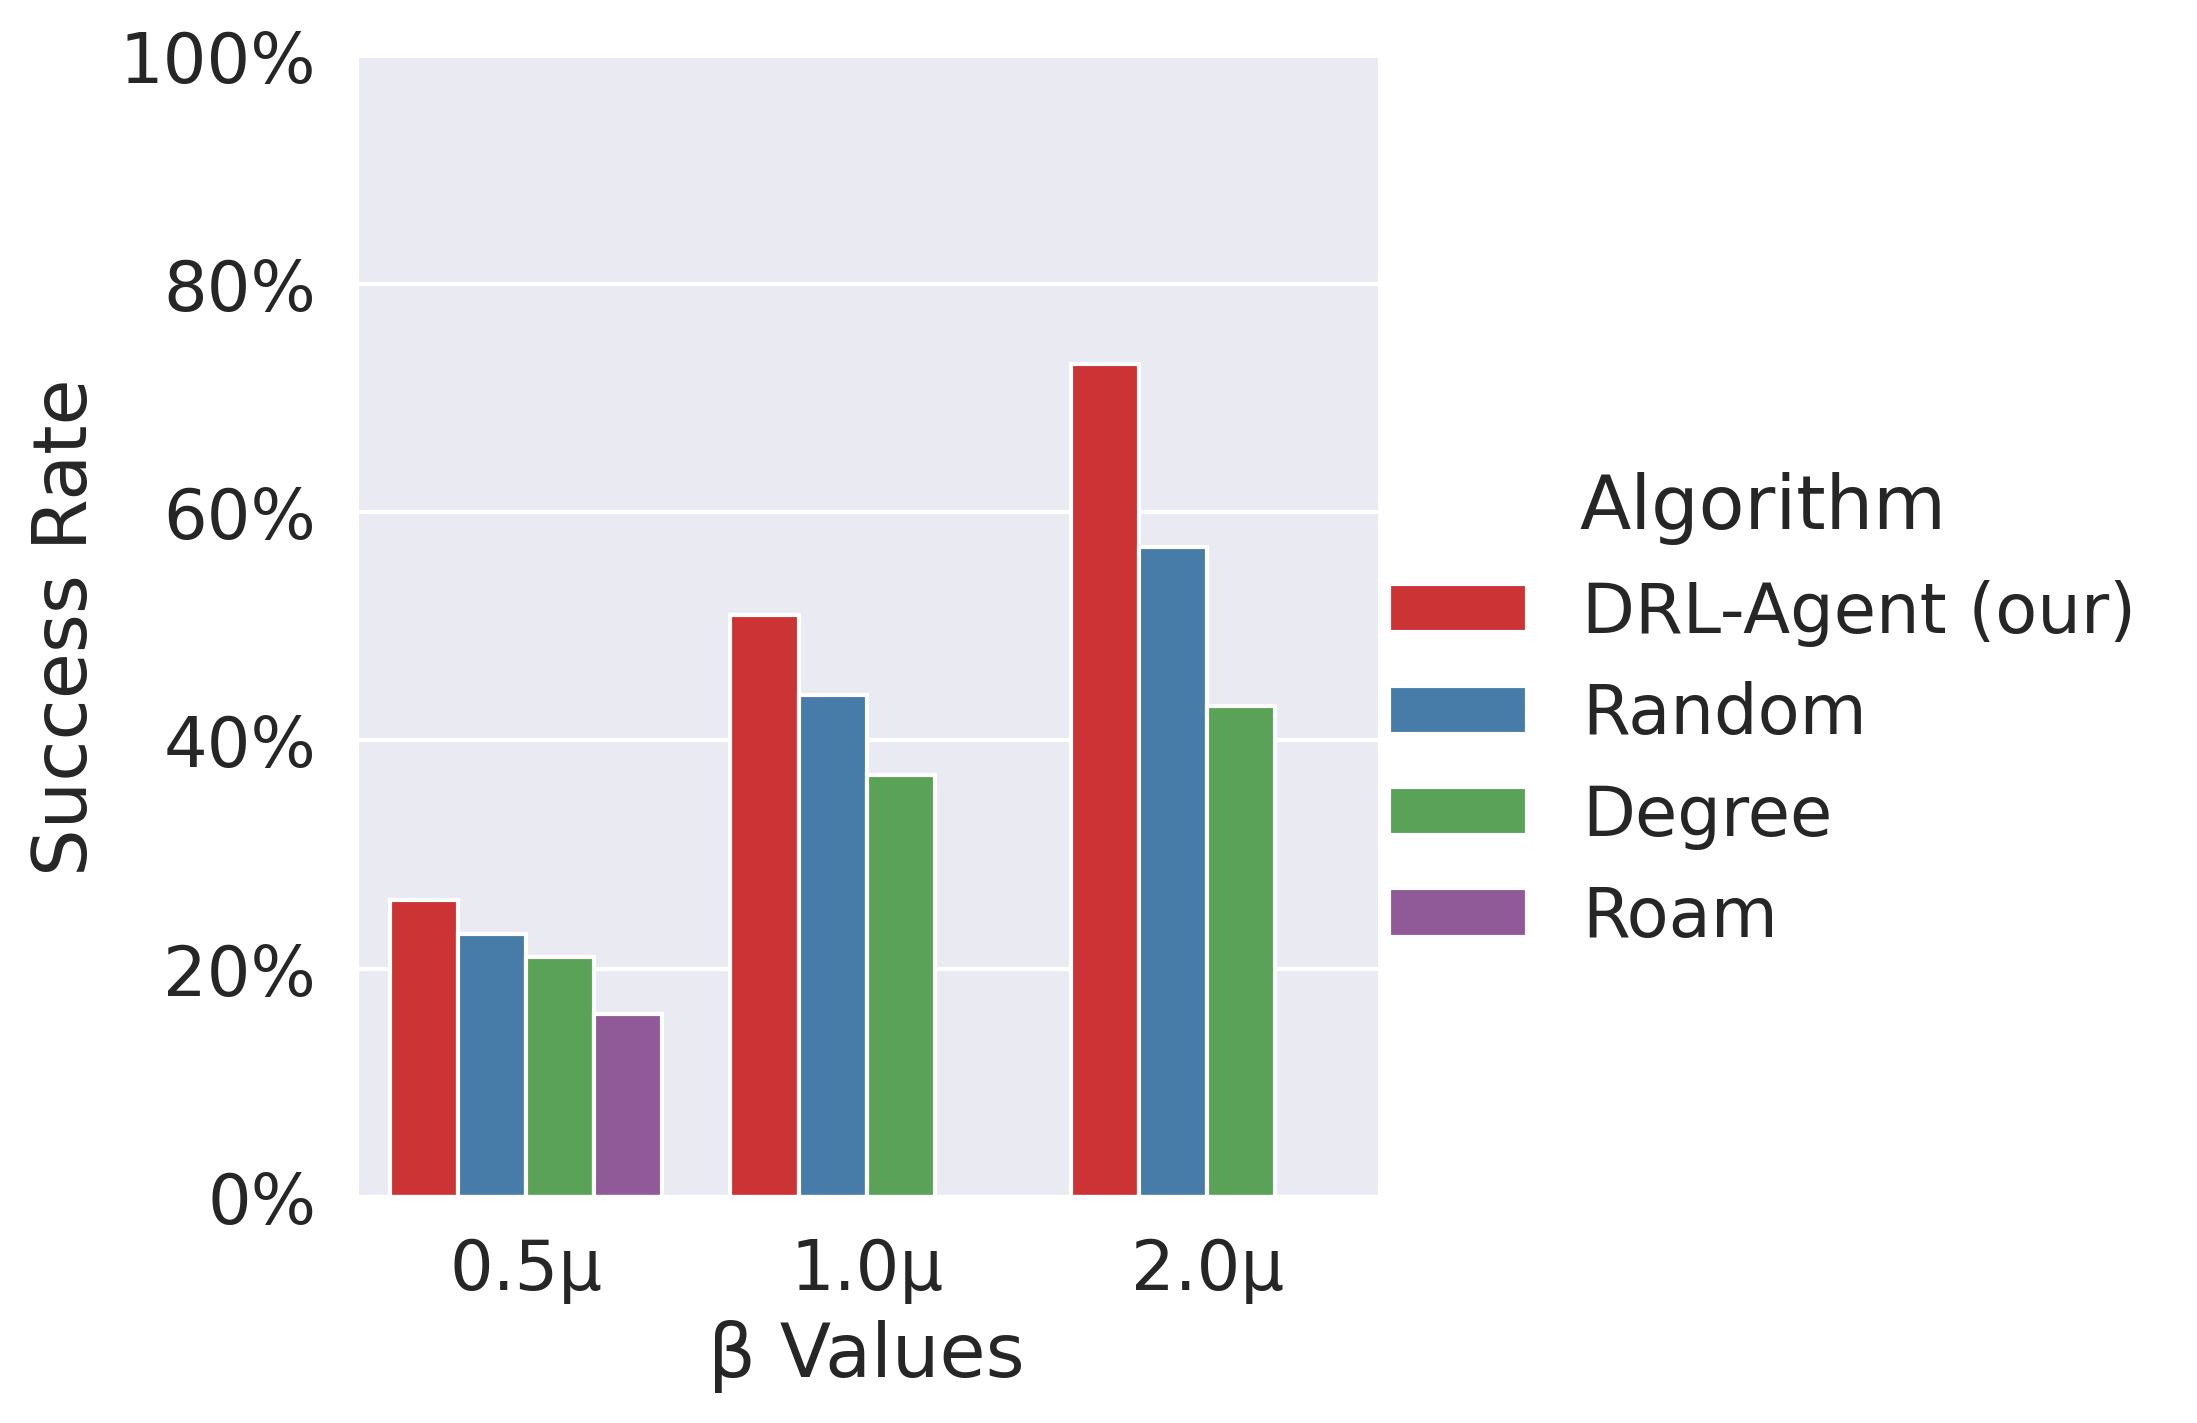 100%
80%
60%
40%
20%
0%
Success Rate
0.5μ 1.0μ 2.0μ
β Values
Algorithm
DRL-Agent (our)
Random
Degree
Roam